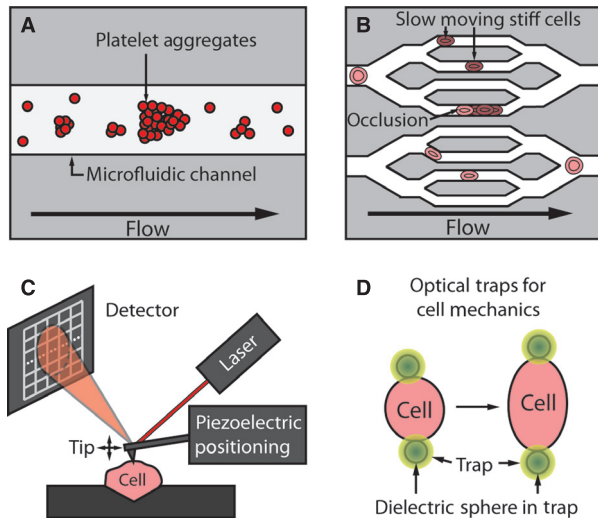 A
Platelet aggregates
Microfluidic channel
Flow
B
Slow moving stiff cells
Occlusion
Flow
C
Detector
Laser
Piezoelectric
positioning
Tip
Cell
D
Optical traps for
cell mechanics
Cell
Cell
Trap
Dielectric sphere in trap